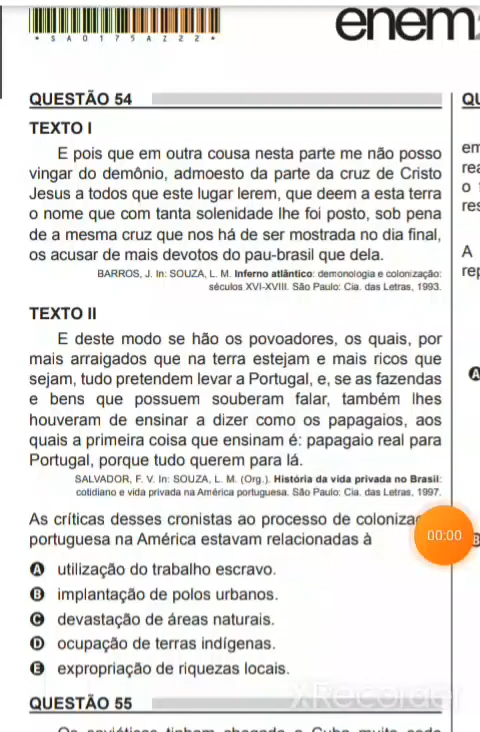 * S A 0 1 7 5 A Z 2 2 *
enem
QUESTÃO 54
TEXTO I
E pois que em outra cousa nesta parte me não posso
vingar do demônio, admoesto da parte da cruz de Cristo
Jesus a todos que este lugar lerem, que deem a esta terra
o nome que com tanta solenidade lhe foi posto, sob pena
de a mesma cruz que nos há de ser mostrada no dia final,
os acusar de mais devotos do pau-brasil que dela.
BARROS, J. In: SOUZA, L. M. Inferno atlântico: demonologia e colonização:
séculos XVI-XVIII. São Paulo: Cia. das Letras, 1993.
TEXTO II
E deste modo se hão os povoadores, os quais, por
mais arraigados que na terra estejam e mais ricos que
sejam, tudo pretendem levar a Portugal, e, se as fazendas
e bens que possuem souberam falar, também lhes
houveram de ensinar a dizer como os papagaios, aos
quais a primeira coisa que ensinam é: papagaio real para
Portugal, porque tudo querem para lá.
SALVADOR, F. V. In: SOUZA, L. M. (Org.). História da vida privada no Brasil:
cotidiano e vida privada na América portuguesa. São Paulo: Cia. das Letras, 1997.
As críticas desses cronistas ao processo de coloniza
portuguesa na América estavam relacionadas à
00:00
A utilização do trabalho escravo.
B implantação de polos urbanos.
C devastação de áreas naturais.
D ocupação de terras indígenas.
E expropriação de riquezas locais.
XRecorder
QUESTÃO 55
QU
em
rea
res
A
rep
A
B